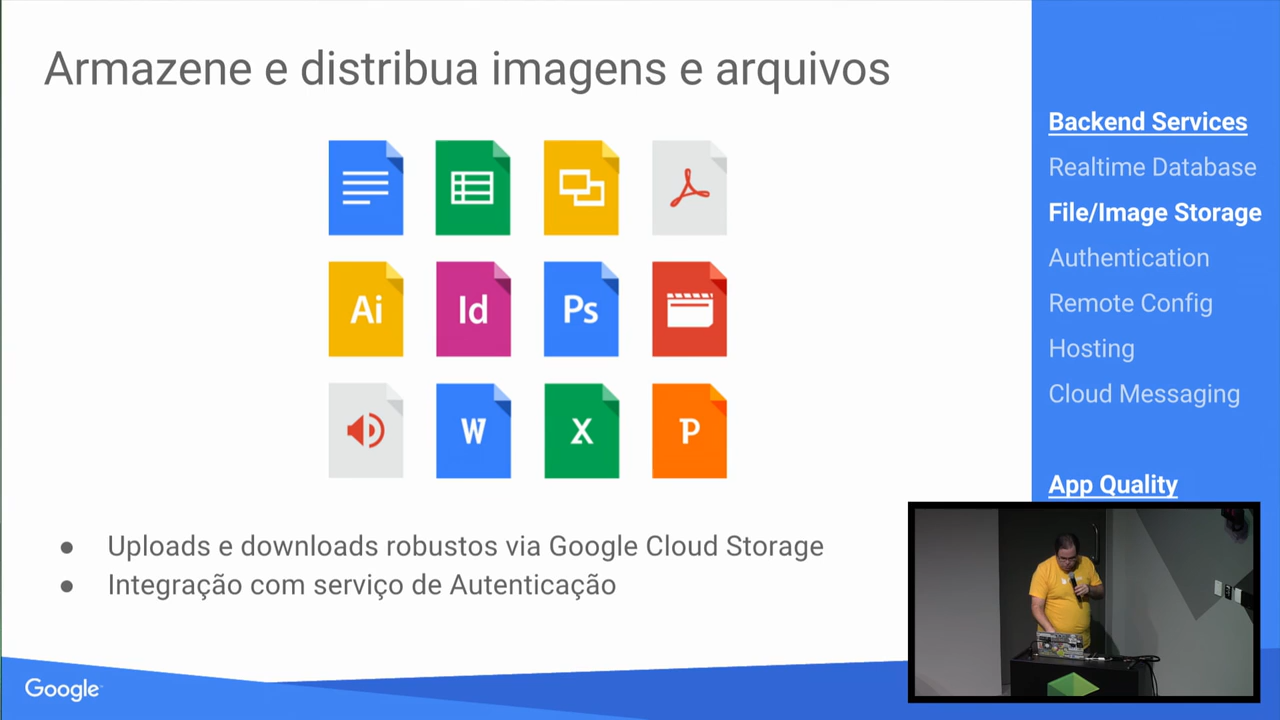 Armazene e distribua imagens e arquivos
Ai
Id
Ps
W
X
P
● Uploads e downloads robustos via Google Cloud Storage
● Integração com serviço de Autenticação
Google
Backend Services
Realtime Database
File/Image Storage
Authentication
Remote Config
Hosting
Cloud Messaging
App Quality